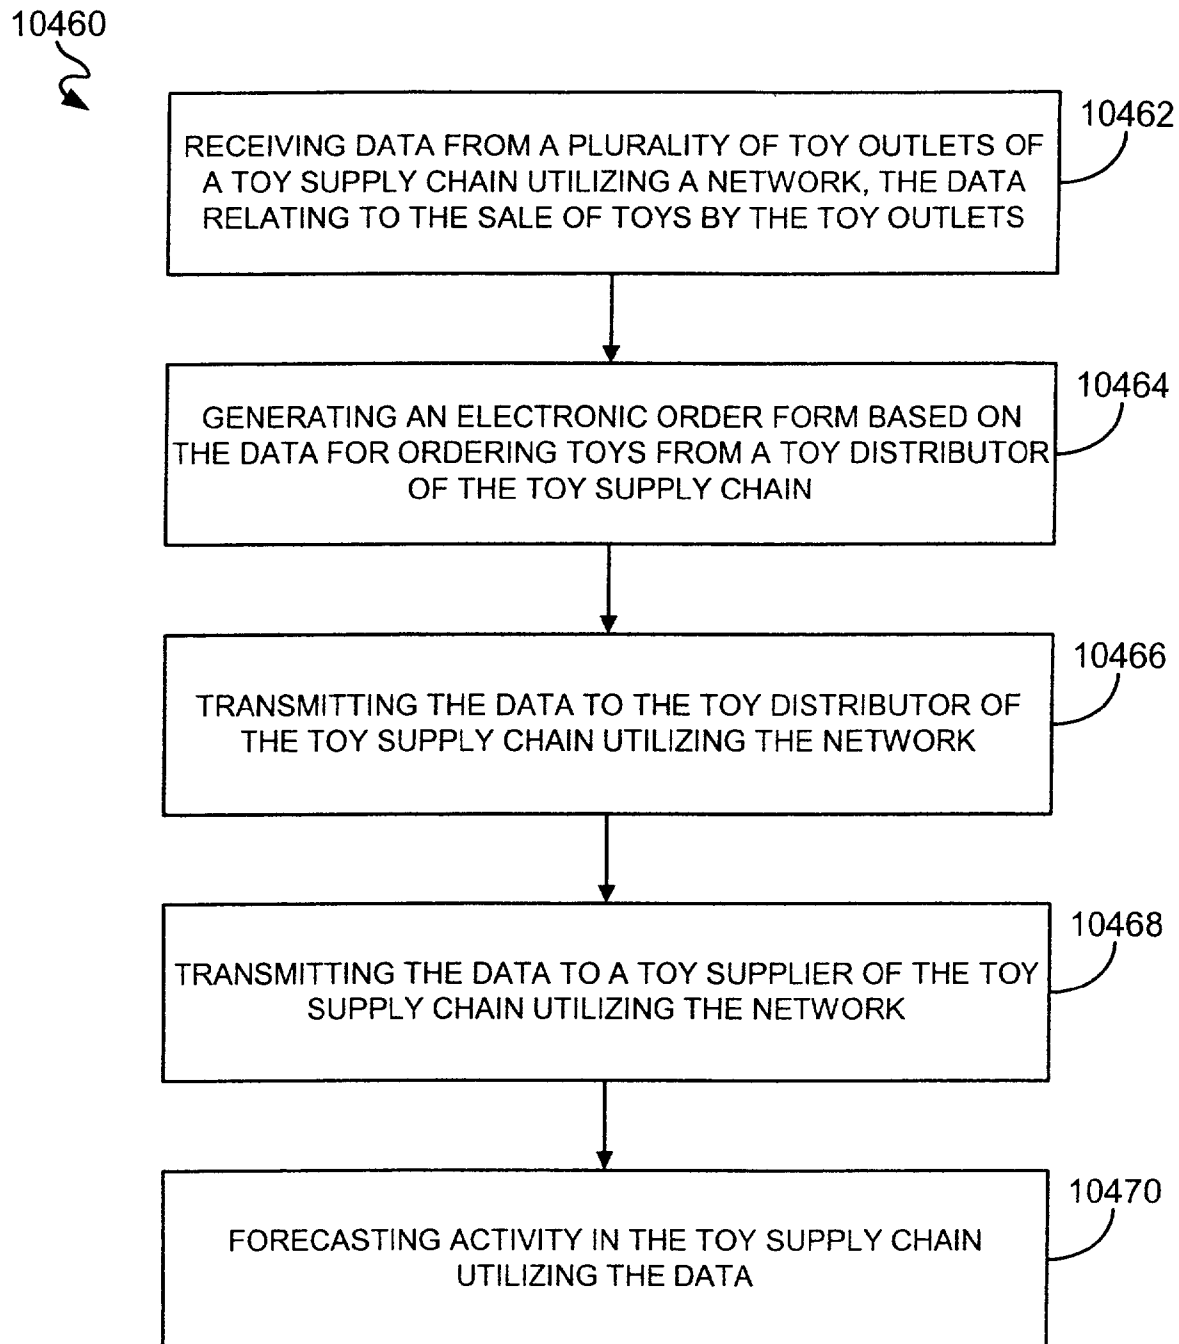 10460
10462
RECEIVING DATA FROM A PLURALITY OF TOY OUTLETS OF
A TOY SUPPLY CHAIN UTILIZING A NETWORK, THE DATA
RELATING TO THE SALE OF TOYS BY THE TOY OUTLETS
10464
GENERATING AN ELECTRONIC ORDER FORM BASED ON
THE DATA FOR ORDERING TOYS FROM A TOY DISTRIBUTOR
OF THE TOY SUPPLY CHAIN
10466
TRANSMITTING THE DATA TO THE TOY DISTRIBUTOR OF
THE TOY SUPPLY CHAIN UTILIZING THE NETWORK
10468
TRANSMITTING THE DATA TO A TOY SUPPLIER OF THE TOY
SUPPLY CHAIN UTILIZING THE NETWORK
10470
FORECASTING ACTIVITY IN THE TOY SUPPLY CHAIN
UTILIZING THE DATA